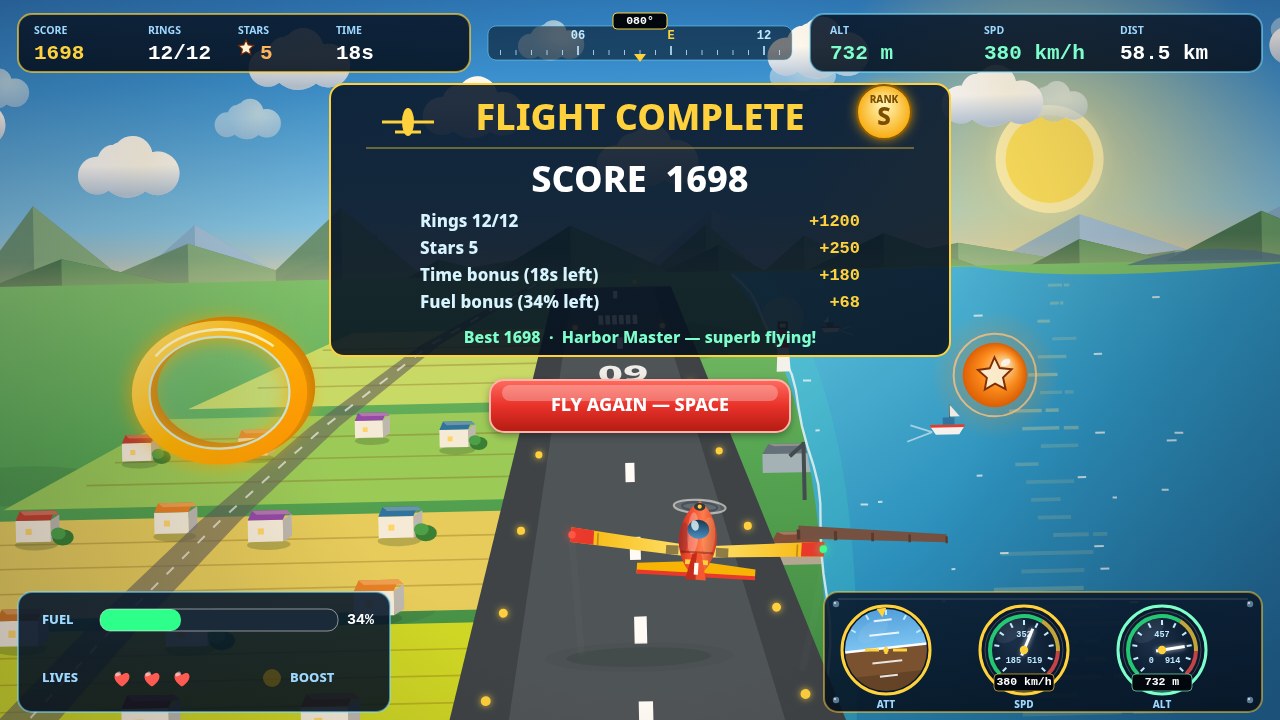 SCORE RINGS STARS TIME
1698 12/12 5 18s
080°
06 E 12
ALT SPD DIST
732 m 380 km/h 58.5 km
FLIGHT COMPLETE
RANK
S
SCORE 1698
Rings 12/12 +1200
Stars 5 +250
Time bonus (18s left) +180
Fuel bonus (34% left) +68
Best 1698 · Harbor Master — superb flying!
09
FLY AGAIN — SPACE
FUEL 34%
LIVES BOOST
352
185 519
380 km/h
457
0 914
732 m
ATT SPD ALT